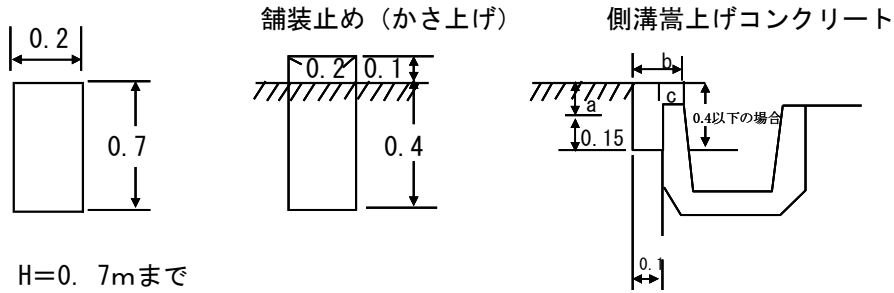 舗装止め（かさ上げ）
側溝嵩上げコンクリート
0.2
0.7
H＝0．7mまで
0.2
0.1
0.4
b
c
a
0.15
0.4以下の場合
0.1